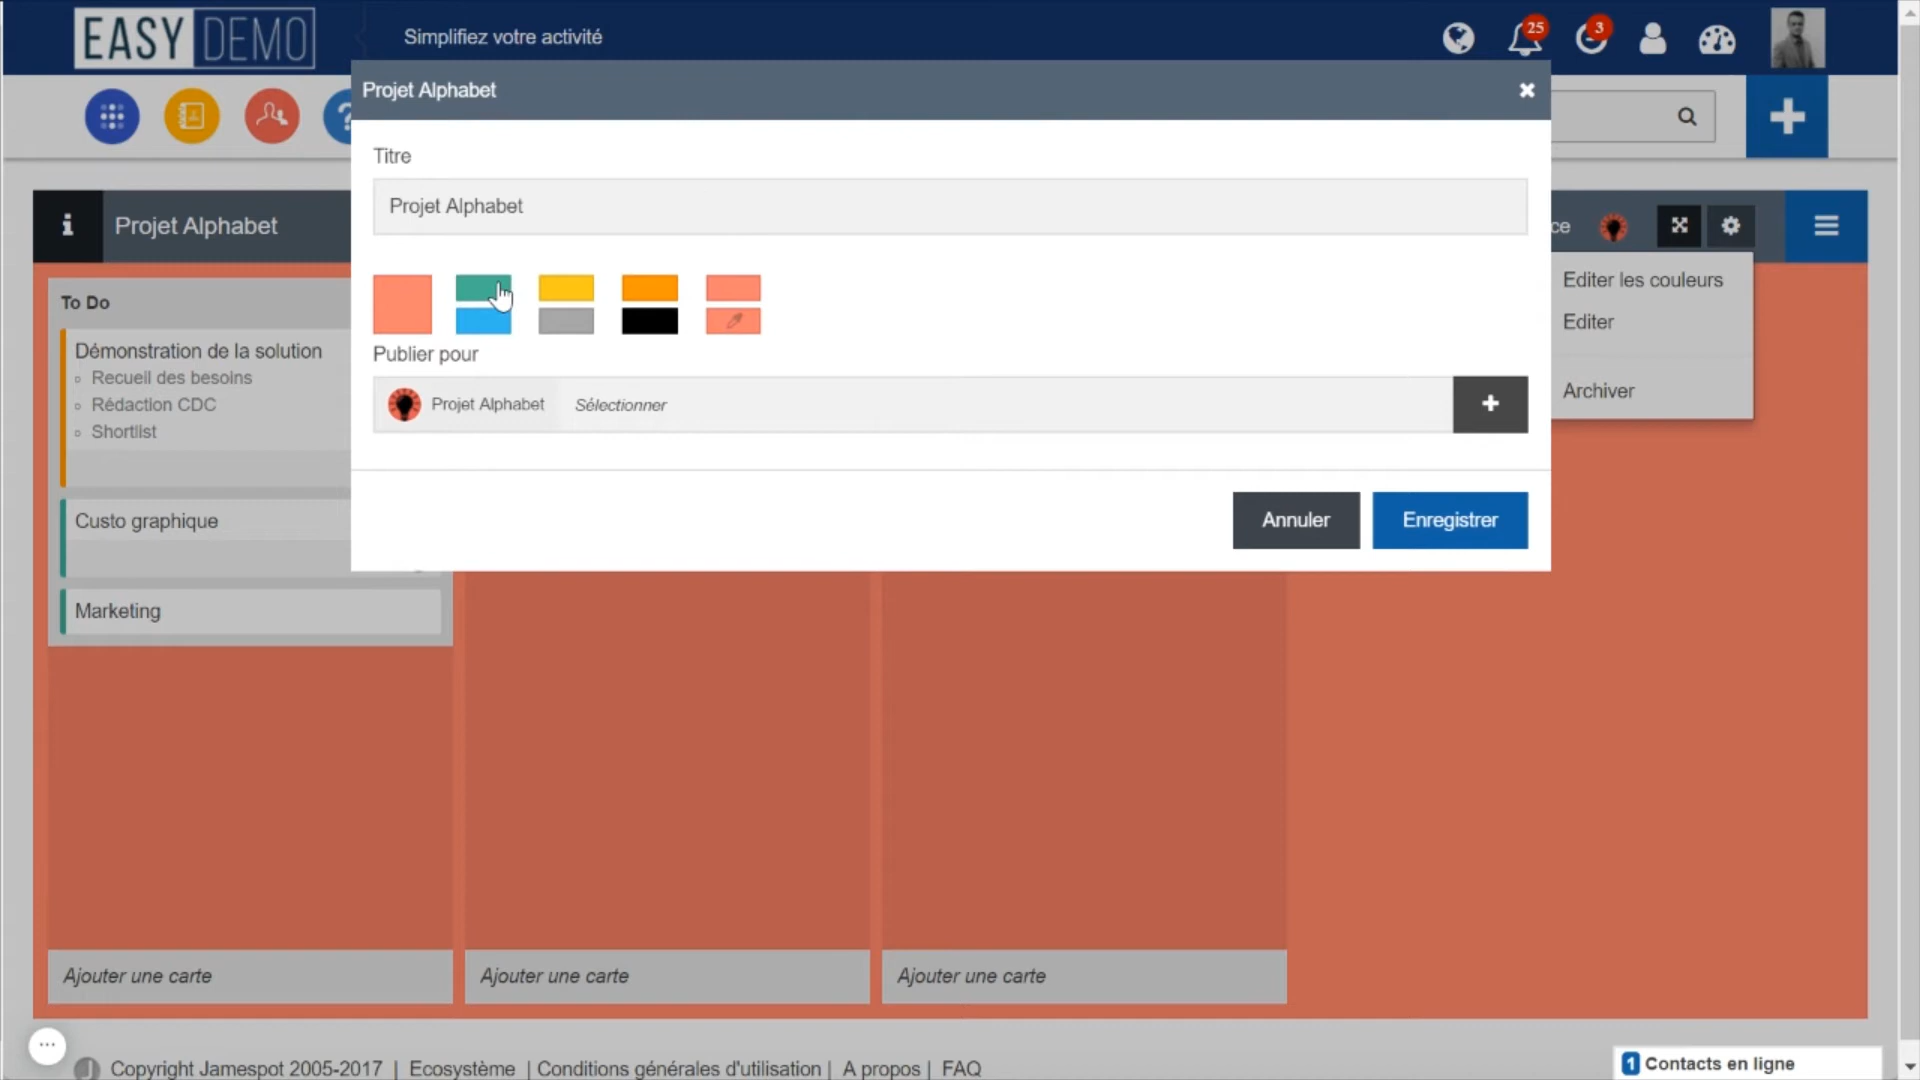 EASY DEMO
Simplifiez votre activité
25
3
Projet Alphabet
Titre
Projet Alphabet
Projet Alphabet
ce
Editer les couleurs
Editer
Archiver
To Do
Démonstration de la solution
Recueil des besoins
Rédaction CDC
Shortlist
Publier pour
Projet Alphabet Sélectionner
Annuler
Enregistrer
Custo graphique
Marketing
Ajouter une carte
Ajouter une carte
Ajouter une carte
Copyright Jamespot 2005-2017 | Ecosystème | Conditions générales d'utilisation | A propos | FAQ
1 Contacts en ligne